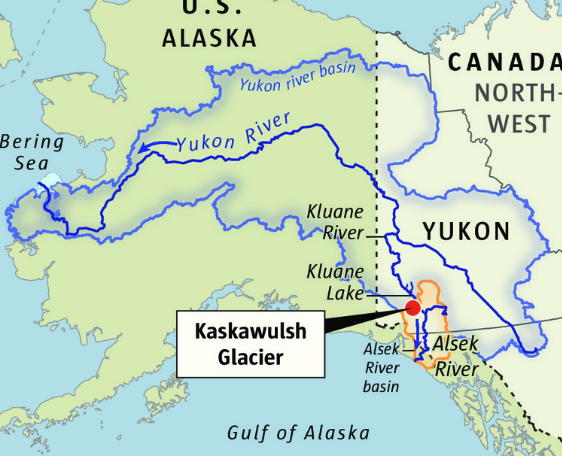 U.S.
ALASKA
CANADA
NORTH-
WEST
Yukon river basin
Yukon River
Bering
Sea
Kluane
River
YUKON
Kluane
Lake
Kaskawulsh
Glacier
Alsek
River
basin
Alsek
River
Gulf of Alaska